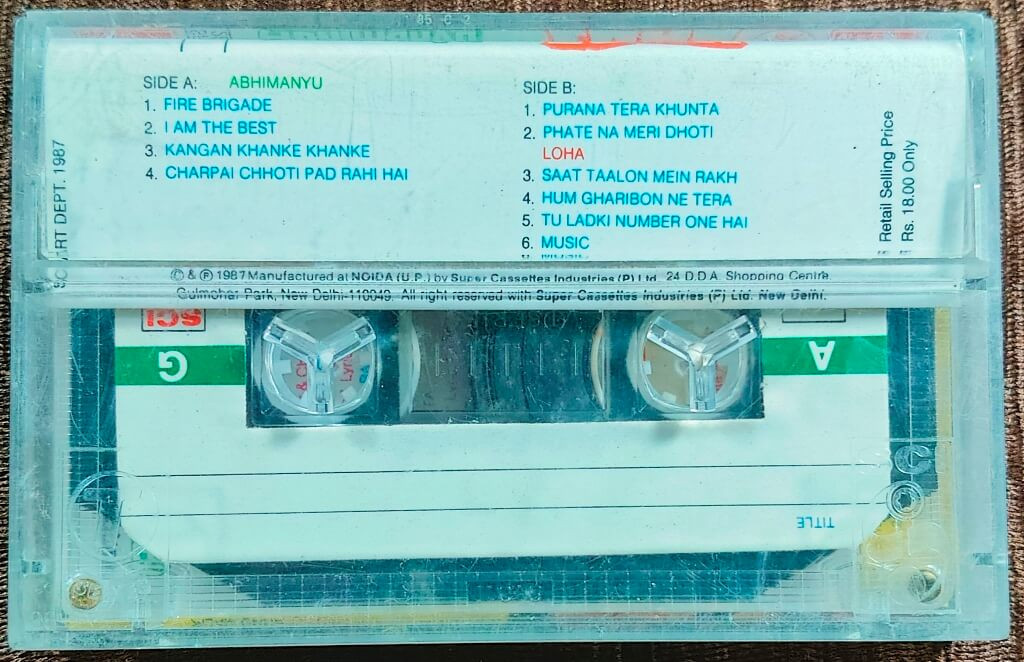 SIDE A: ABHIMANYU
1. FIRE BRIGADE
2. I AM THE BEST
3. KANGAN KHANKE KHANKE
4. CHARPAI CHHOTI PAD RAHI HAI
SIDE B:
1. PURANA TERA KHUNTA
2. PHATE NA MERI DHOTI
LOHA
3. SAAT TAALON MEIN RAKH
4. HUM GHARIBON NE TERA
5. TU LADKI NUMBER ONE HAI
6. MUSIC
Retail Selling Price
Rs. 18.00 Only
ART DEPT. 1987
© & ℗ 1987 Manufactured at NOIDA (U.P.) by Super Cassettes Industries (P) Ltd. 24 D.D.A. Shopping Centre,
Gulmohar Park, New Delhi-110049. All right reserved with Super Cassettes Industries (P) Ltd. New Delhi.
G
A
TITLE